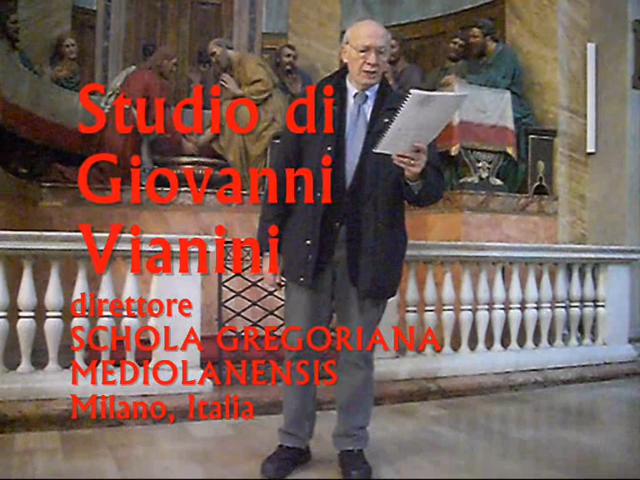 Studio di
Giovanni
Vianini
direttore
SCHOLA GREGORIANA
MEDIOLANENSIS
Milano, Italia